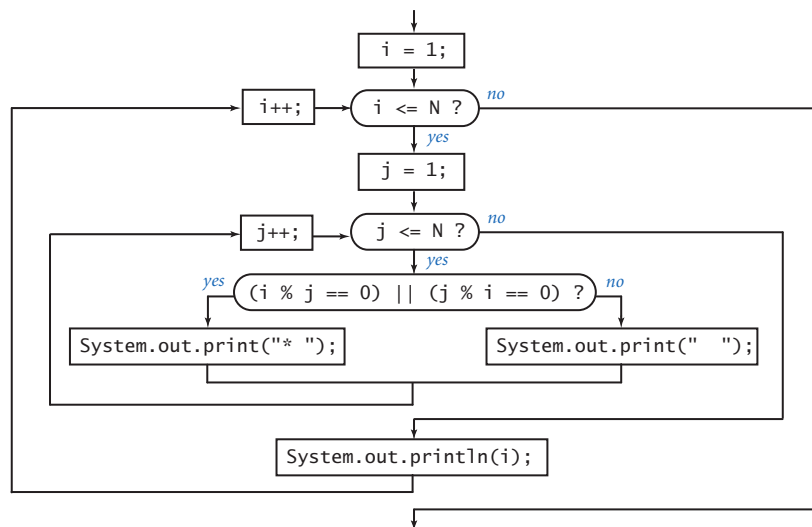 i = 1;
i++;
i <= N ?
no
yes
j = 1;
j++;
j <= N ?
no
yes
yes
(i % j == 0) || (j % i == 0) ?
no
System.out.print("* ");
System.out.print("  ");
System.out.println(i);